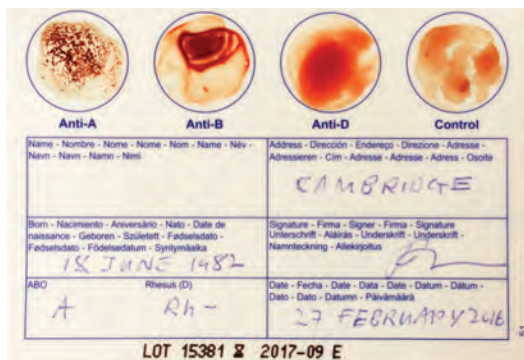 Anti-A Anti-B Anti-D Control
Name - Nombre - Nome - Nome - Nom - Name - Név -
Navn - Navn - Namn - Nimi
Address - Dirección - Endereço - Direzione - Adresse -
Adressieren - Cím - Adresse - Adresse - Adress - Osoite
CAMBRIDGE
Born - Nacimiento - Aniversário - Nato - Date de
naissance - Geboren - Született - Fødselsdato -
Fødselsdato - Födelsedatum - Syntymäaika
18 JUNE 1982
Signature - Firma - Signer - Firma - Signature
Unterschrift - Aláírás - Underskrift - Underskrift -
Namnteckning - Allekirjoitus
ABO Rhesus (D)
A Rh-
Date - Fecha - Data - Data - Date - Datum - Dátum -
Dato - Dato - Datumn - Päivämäärä
27 FEBRUARY 2016
LOT 15381 2017-09 E